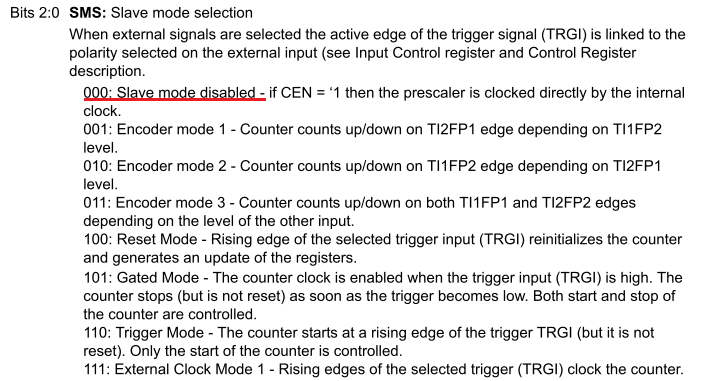 Bits 2:0 SMS: Slave mode selection
When external signals are selected the active edge of the trigger signal (TRGI) is linked to the
polarity selected on the external input (see Input Control register and Control Register
description.
000: Slave mode disabled - if CEN = ‘1 then the prescaler is clocked directly by the internal
clock.
001: Encoder mode 1 - Counter counts up/down on TI2FP1 edge depending on TI1FP2
level.
010: Encoder mode 2 - Counter counts up/down on TI1FP2 edge depending on TI2FP1
level.
011: Encoder mode 3 - Counter counts up/down on both TI1FP1 and TI2FP2 edges
depending on the level of the other input.
100: Reset Mode - Rising edge of the selected trigger input (TRGI) reinitializes the counter
and generates an update of the registers.
101: Gated Mode - The counter clock is enabled when the trigger input (TRGI) is high. The
counter stops (but is not reset) as soon as the trigger becomes low. Both start and stop of
the counter are controlled.
110: Trigger Mode - The counter starts at a rising edge of the trigger TRGI (but it is not
reset). Only the start of the counter is controlled.
111: External Clock Mode 1 - Rising edges of the selected trigger (TRGI) clock the counter.